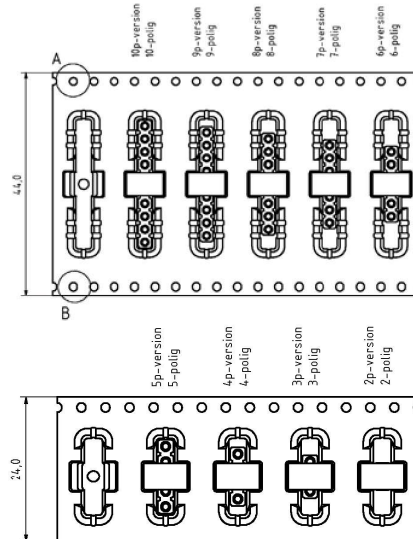 10p-version
10-polig
9p-version
9-polig
8p-version
8-polig
7p-version
7-polig
6p-version
6-polig
A
44,0
B
5p-version
5-polig
4p-version
4-polig
3p-version
3-polig
2p-version
2-polig
24,0